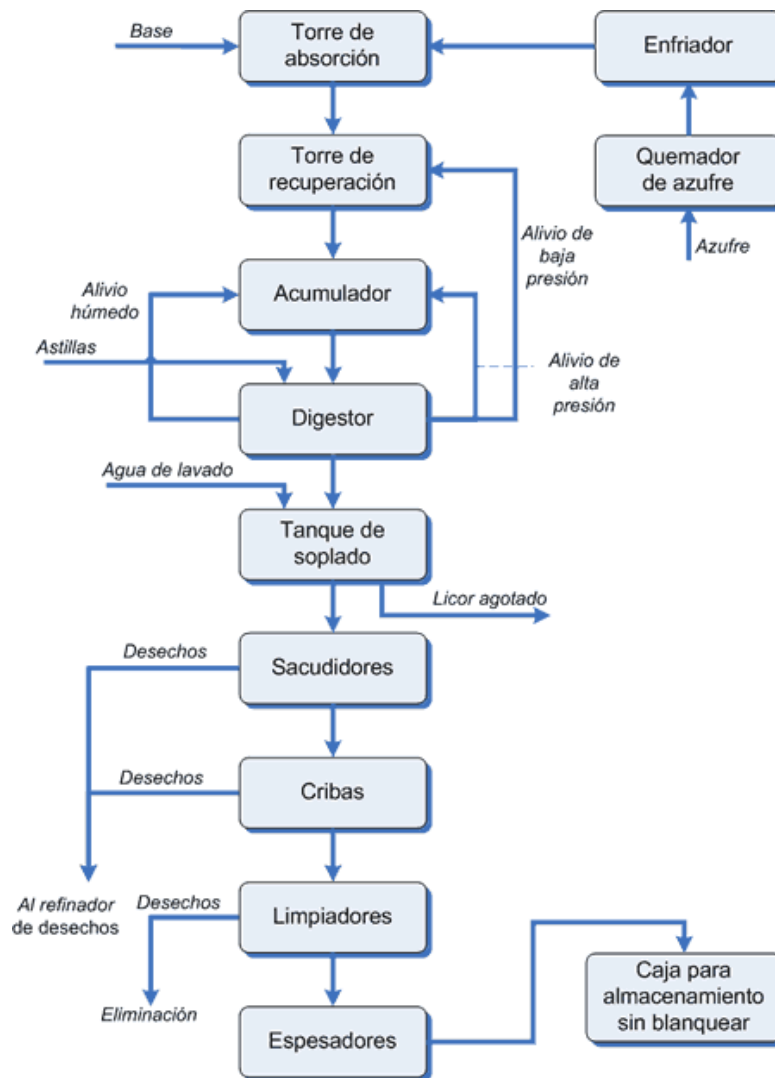 Base
Torre de
absorción
Enfriador
Torre de
recuperación
Quemador
de azufre
Alivio de
baja
presión
Azufre
Alivio
húmedo
Acumulador
Astillas
Alivio de
alta
presión
Digestor
Agua de lavado
Tanque de
soplado
Licor agotado
Desechos
Sacudidores
Desechos
Cribas
Al refinador
de desechos
Desechos
Limpiadores
Eliminación
Espesadores
Caja para
almacenamiento
sin blanquear